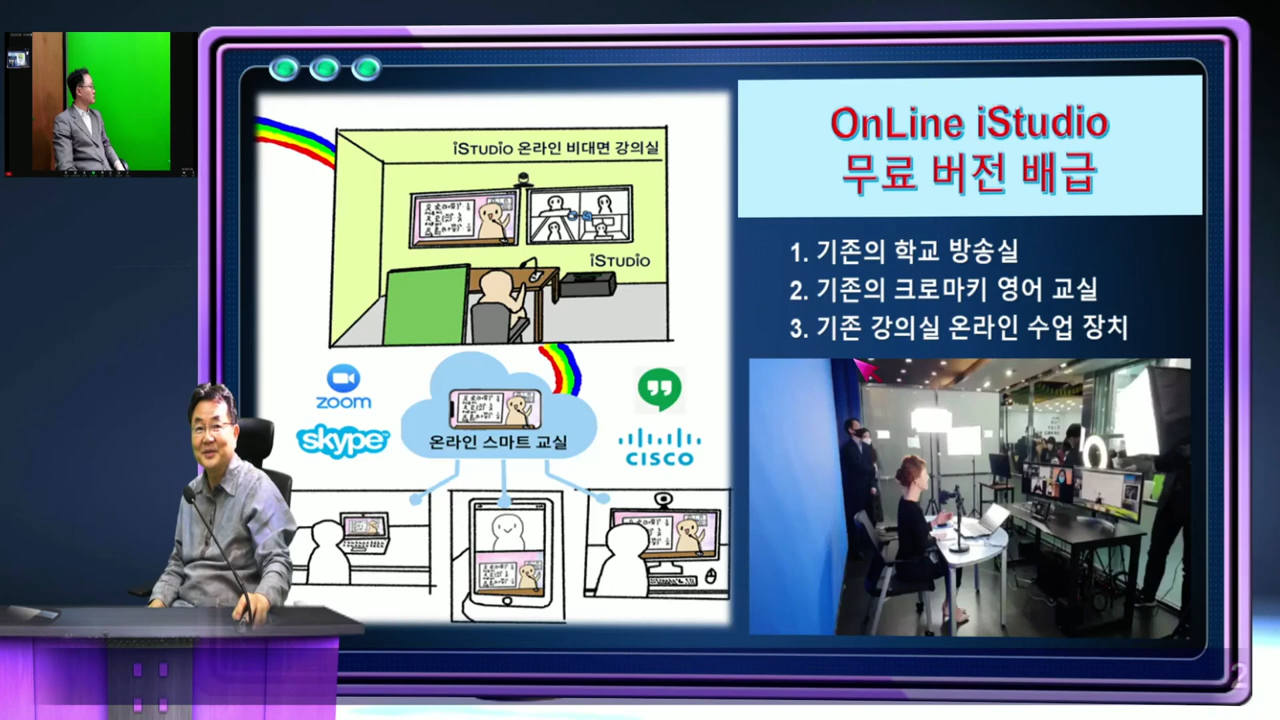 OnLine iStudio
무료 버전 배급
1. 기존의 학교 방송실
2. 기존의 크로마키 영어 교실
3. 기존 강의실 온라인 수업 장치
iSTUDiO 온라인 비대면 강의실
iSTUDiO
zoom
skype
온라인 스마트 교실
CISCO
2